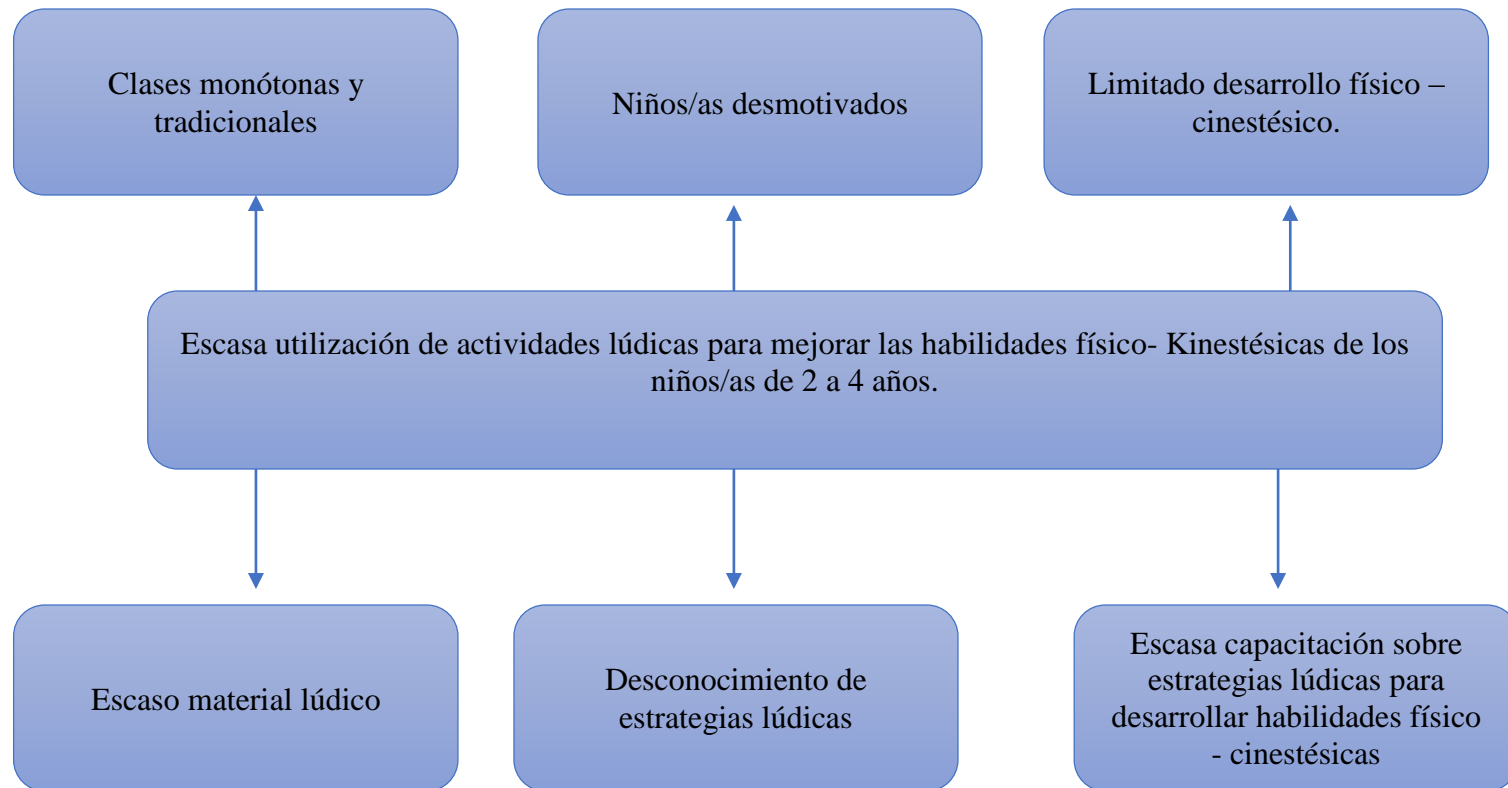 Clases monótonas y
tradicionales
Niños/as desmotivados
Limitado desarrollo físico –
cinestésico.
Escasa utilización de actividades lúdicas para mejorar las habilidades físico- Kinestésicas de los
niños/as de 2 a 4 años.
Escaso material lúdico
Desconocimiento de
estrategias lúdicas
Escasa capacitación sobre
estrategias lúdicas para
desarrollar habilidades físico
- cinestésicas